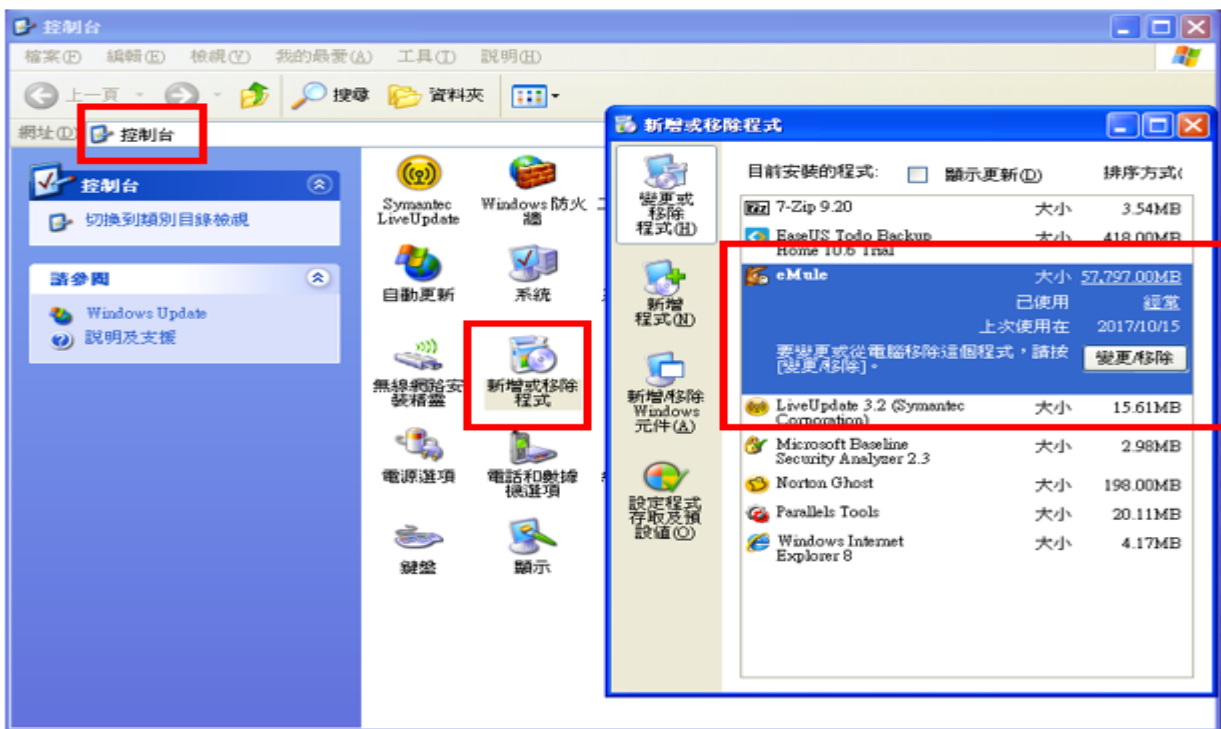 控制台
檔案(F) 編輯(E) 檢視(V) 我的最愛(A) 工具(T) 說明(H)
上一頁 搜尋 資料夾
網址(D) 控制台
控制台
切換到類別目錄檢視
請參閱
Windows Update
說明及支援
Symantec
LiveUpdate
Windows 防火
牆
自動更新
系統
無線網路安
裝精靈
新增或移除
程式
電源選項
電話和數據
機選項
鍵盤
顯示
新增或移除程式
變更或
移除
程式(H)
新增
程式(N)
新增/移除
Windows
元件(A)
設定程式
存取及預
設值(O)
目前安裝的程式: 顯示更新(D) 排序方式(
7-Zip 9.20 大小 3.54MB
EaseUS Todo Backup 大小 418.00MB
Home 10.6 Trial
eMule 大小 57,797.00MB
已使用 經常
上次使用在 2017/10/15
要變更或從電腦移除這個程式，請按
[變更/移除]。
變更/移除
LiveUpdate 3.2 (Symantec 大小 15.61MB
Corporation)
Microsoft Baseline 大小 2.98MB
Security Analyzer 2.3
Norton Ghost 大小 198.00MB
Parallels Tools 大小 20.11MB
Windows Internet 大小 4.17MB
Explorer 8